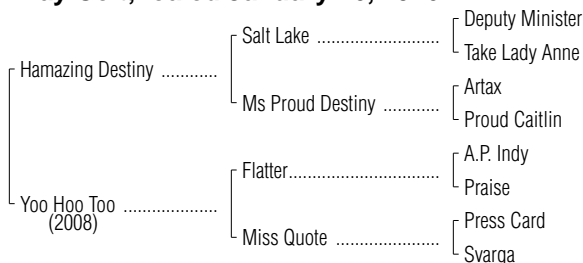 Deputy Minister
Salt Lake ......................
Take Lady Anne
Hamazing Destiny ............
Artax
Ms Proud Destiny ............
Proud Caitlin
A.P. Indy
Flatter............................
Praise
Yoo Hoo Too ....................
(2008)
Press Card
Miss Quote ....................
Svarga